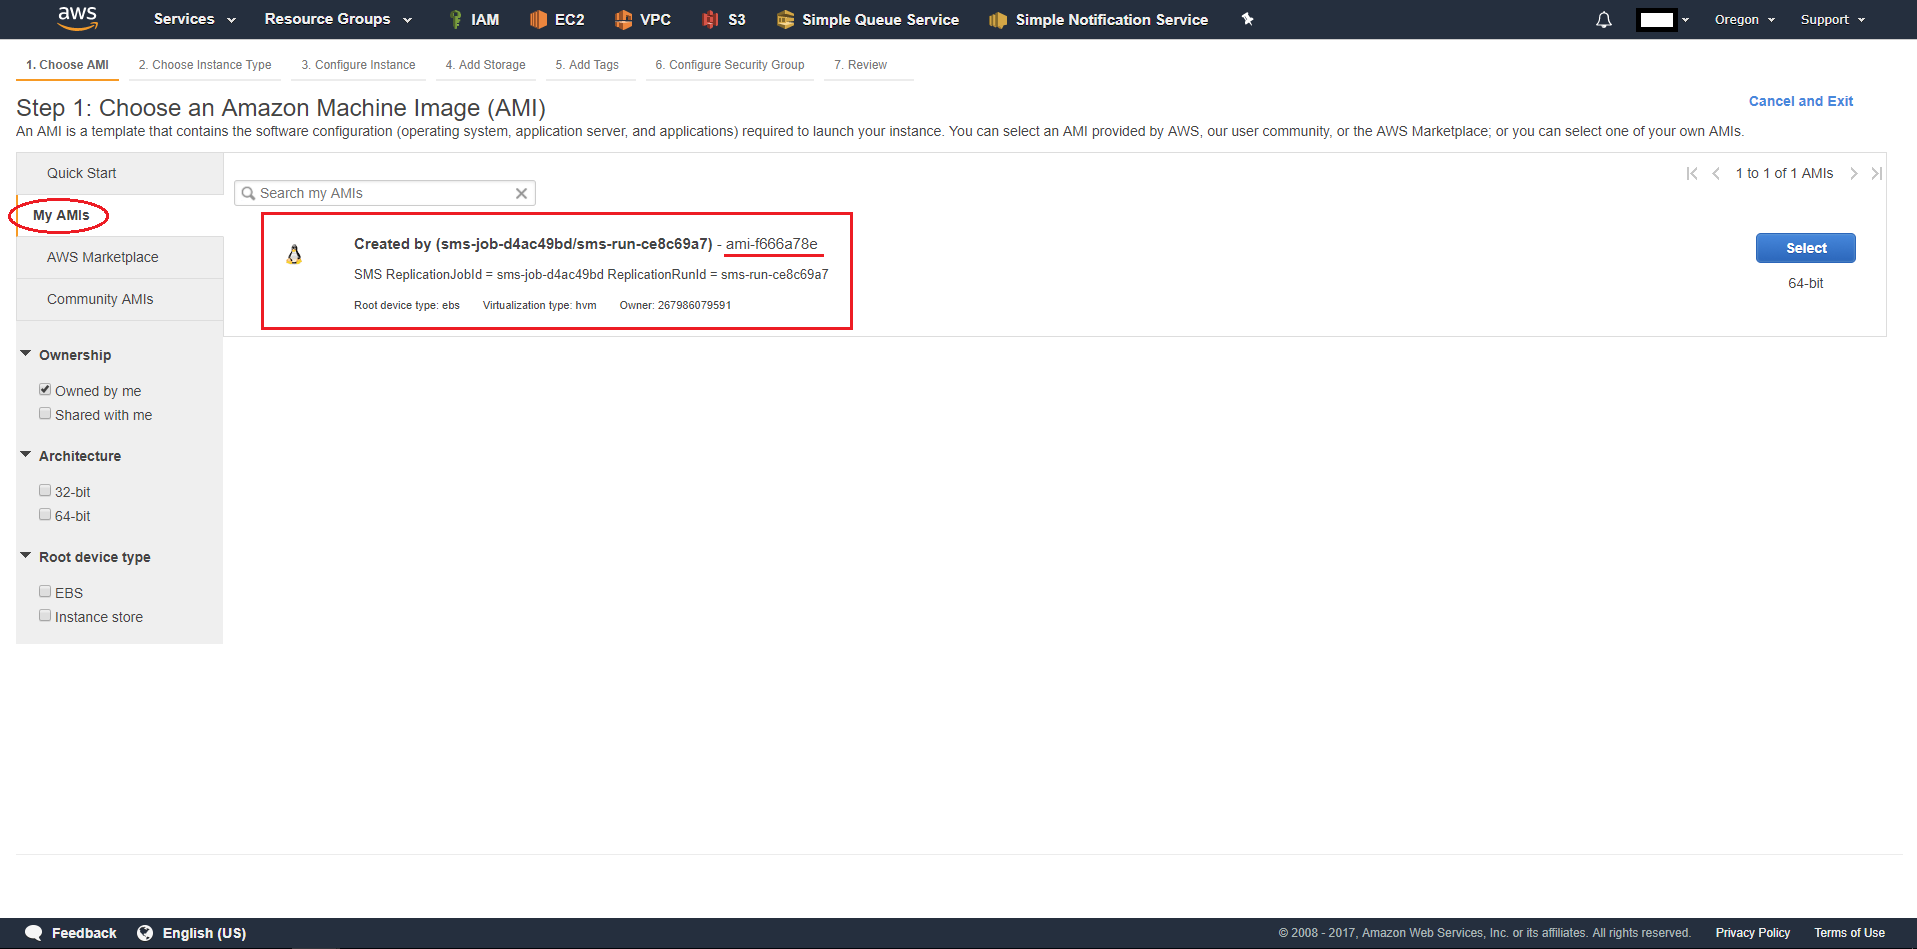 aws Services Resource Groups IAM EC2 VPC S3 Simple Queue Service Simple Notification Service Oregon Support
1. Choose AMI 2. Choose Instance Type 3. Configure Instance 4. Add Storage 5. Add Tags 6. Configure Security Group 7. Review
Step 1: Choose an Amazon Machine Image (AMI)
Cancel and Exit
An AMI is a template that contains the software configuration (operating system, application server, and applications) required to launch your instance. You can select an AMI provided by AWS, our user community, or the AWS Marketplace; or you can select one of your own AMIs.
Quick Start
My AMIs
AWS Marketplace
Community AMIs
Ownership
Owned by me
Shared with me
Architecture
32-bit
64-bit
Root device type
EBS
Instance store
Search my AMIs
1 to 1 of 1 AMIs
Created by (sms-job-d4ac49bd/sms-run-ce8c69a7) - ami-f666a78e
SMS ReplicationJobId = sms-job-d4ac49bd ReplicationRunId = sms-run-ce8c69a7
Root device type: ebs Virtualization type: hvm Owner: 267986079591
Select
64-bit
Feedback English (US) © 2008 - 2017, Amazon Web Services, Inc. or its affiliates. All rights reserved. Privacy Policy Terms of Use